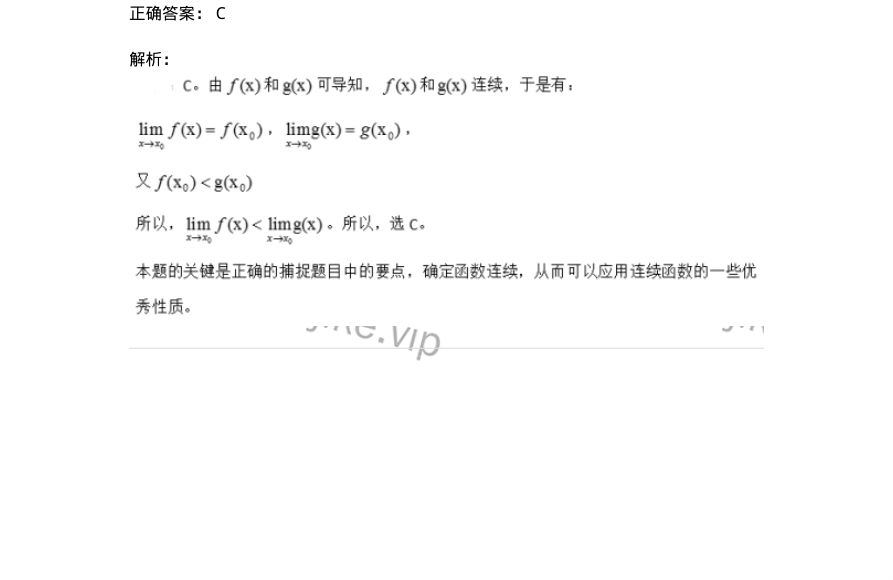 正确答案： C
解析：
C。由 f(x) 和 g(x) 可导知， f(x) 和 g(x) 连续，于是有：
lim_{x→x₀} f(x) = f(x₀) ， lim_{x→x₀} g(x) = g(x₀) ，
又 f(x₀) < g(x₀)
所以， lim_{x→x₀} f(x) < lim_{x→x₀} g(x) 。所以，选 C。
本题的关键是正确的捕捉题目中的要点，确定函数连续，从而可以应用连续函数的一些优
秀性质。
.vip